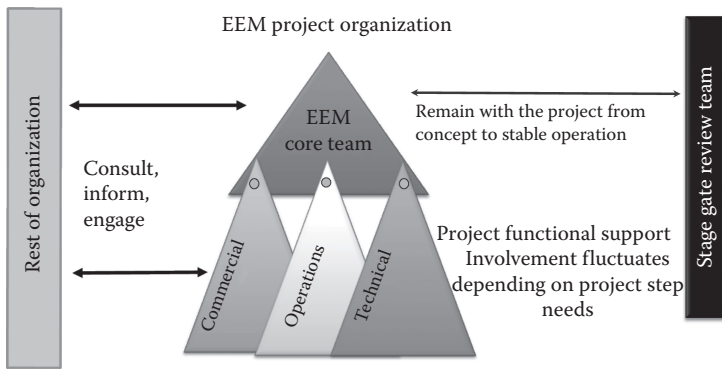 EEM project organization
Rest of organization
Consult,
inform,
engage
EEM
core team
Remain with the project from
concept to stable operation
Commercial
Operations
Technical
Project functional support
Involvement fluctuates
depending on project step
needs
Stage gate review team